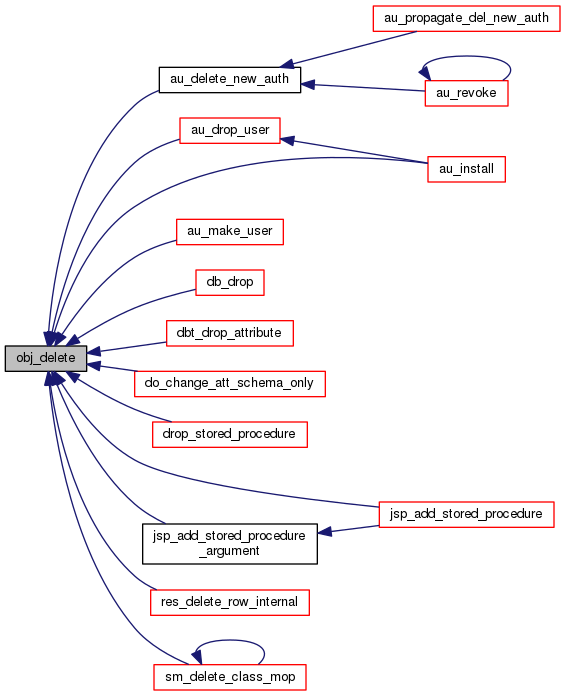 au_propagate_del_new_auth
au_delete_new_auth
au_revoke
au_drop_user
au_install
au_make_user
db_drop
dbt_drop_attribute
obj_delete
do_change_att_schema_only
drop_stored_procedure
jsp_add_stored_procedure
jsp_add_stored_procedure
_argument
res_delete_row_internal
sm_delete_class_mop